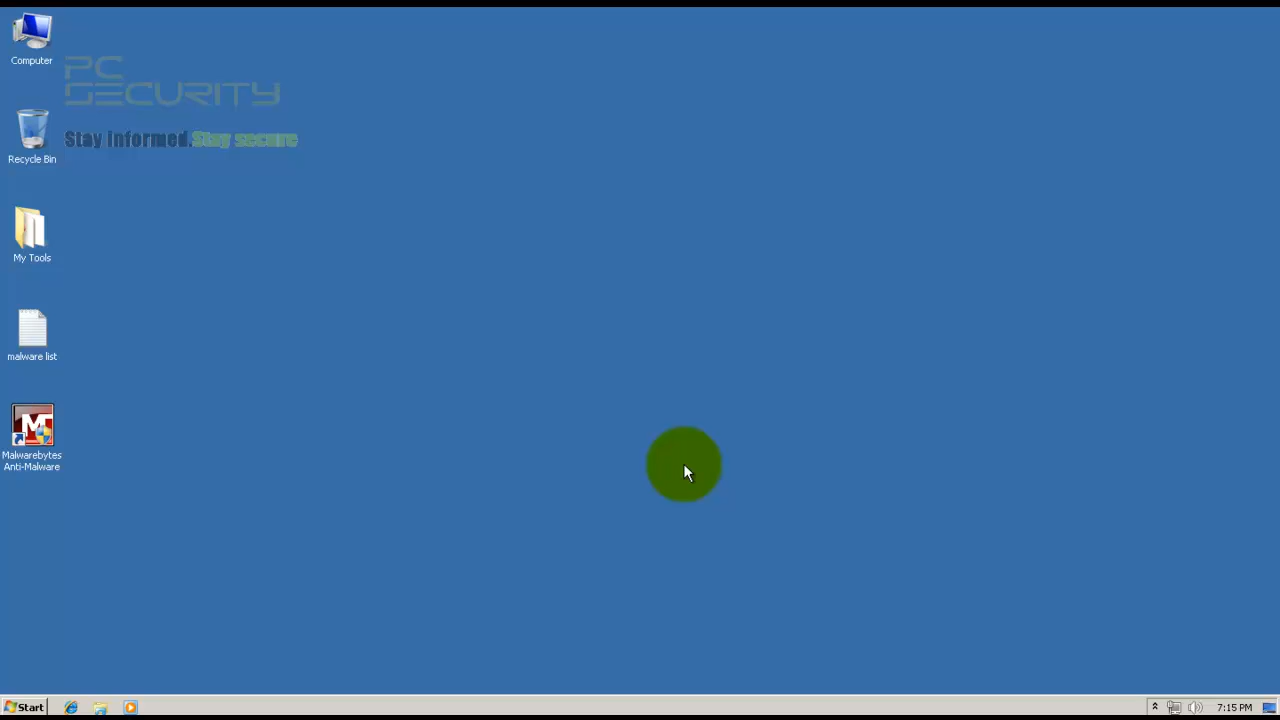 Computer
PC
SECURITY
Stay informed.Stay secure
Recycle Bin
My Tools
malware list
Malwarebytes
Anti-Malware
Start
7:15 PM